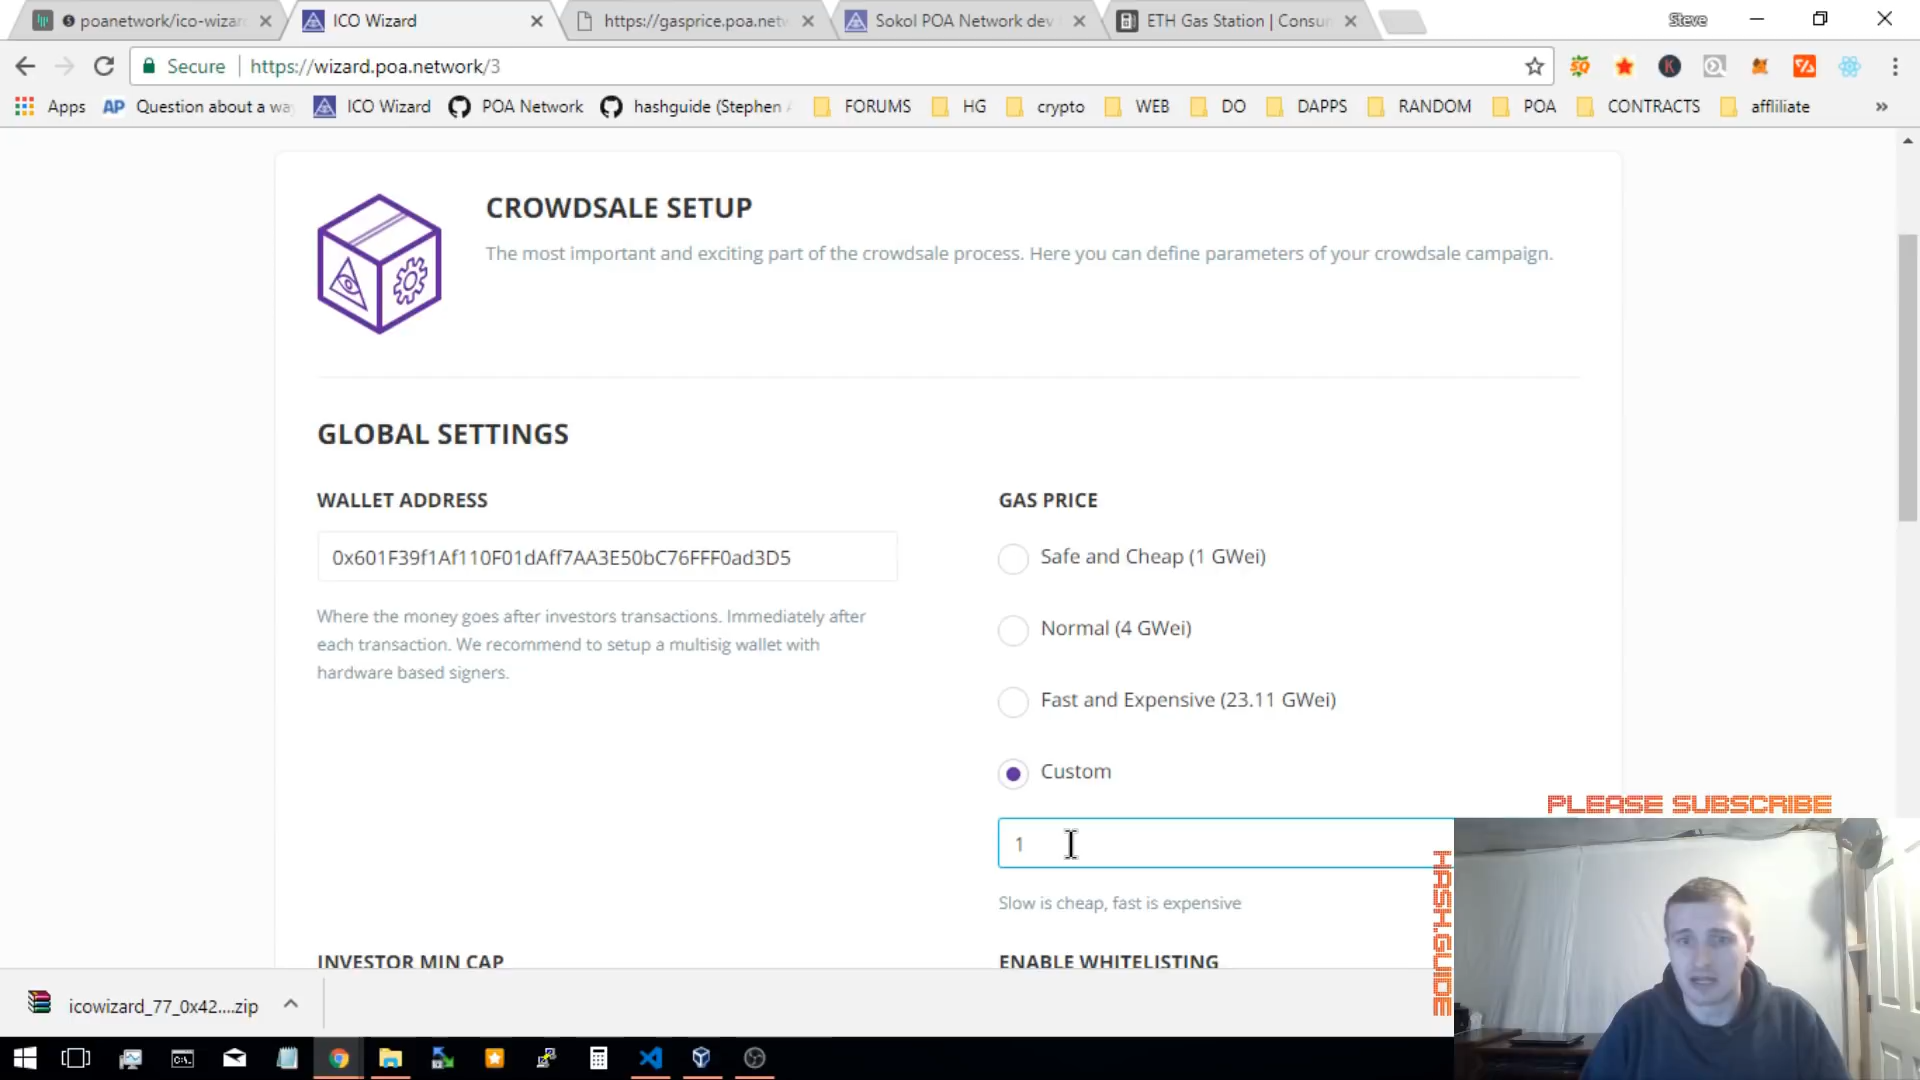 poanetwork/ico-wizar
ICO Wizard
https://gasprice.poa.net
Sokol POA Network dev
ETH Gas Station | Consu
Steve
Secure
https://wizard.poa.network/3
Apps
AP
Question about a wa
ICO Wizard
POA Network
hashguide (Stephen
FORUMS
HG
crypto
WEB
DO
DAPPS
RANDOM
POA
CONTRACTS
affliliate
»
CROWDSALE SETUP
The most important and exciting part of the crowdsale process. Here you can define parameters of your crowdsale campaign.
GLOBAL SETTINGS
WALLET ADDRESS
0x601F39f1Af110F01dAff7AA3E50bC76FFF0ad3D5
Where the money goes after investors transactions. Immediately after
each transaction. We recommend to setup a multisig wallet with
hardware based signers.
GAS PRICE
Safe and Cheap (1 GWei)
Normal (4 GWei)
Fast and Expensive (23.11 GWei)
Custom
1
Slow is cheap, fast is expensive
INVESTOR MIN CAP
ENABLE WHITELISTING
PLEASE SUBSCRIBE
HASH.GUIDE
icowizard_77_0x42....zip